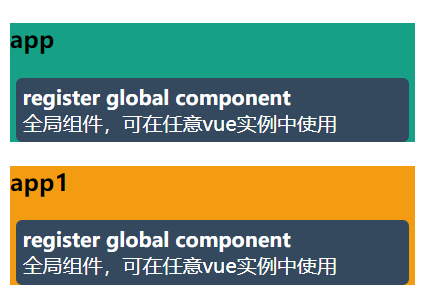 app
register global component
全局组件，可在任意vue实例中使用
app1
register global component
全局组件，可在任意vue实例中使用